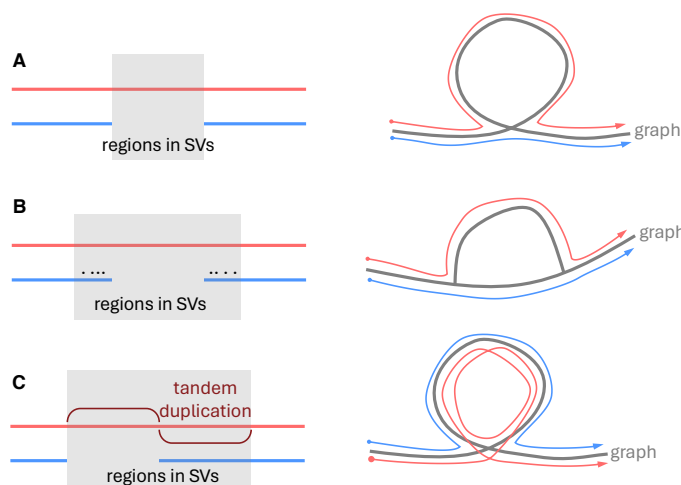 A
regions in SVs
graph
B
. ... .. . .
regions in SVs
graph
C
tandem
duplication
regions in SVs
graph